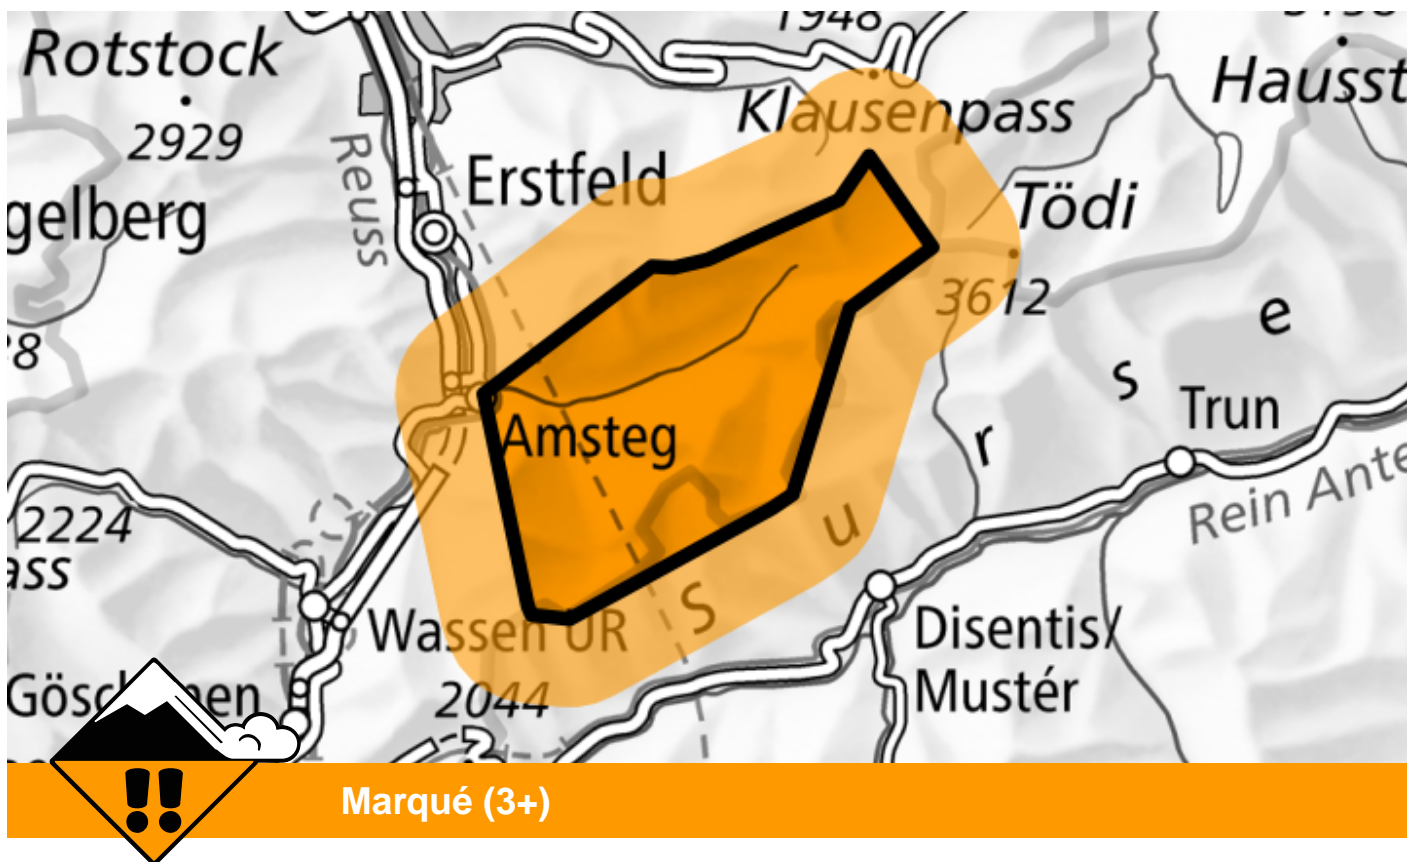 1948
Rotstock
Hausst
Klausenpass
2929
Reuss
Erstfeld
gelberg
Tödi
3612
e
s
Trun
Amsteg
r
Rein Ante
2224
u
ass
S
Wassen UR
Disentis/
Mustér
2044
Marqué (3+)
!!